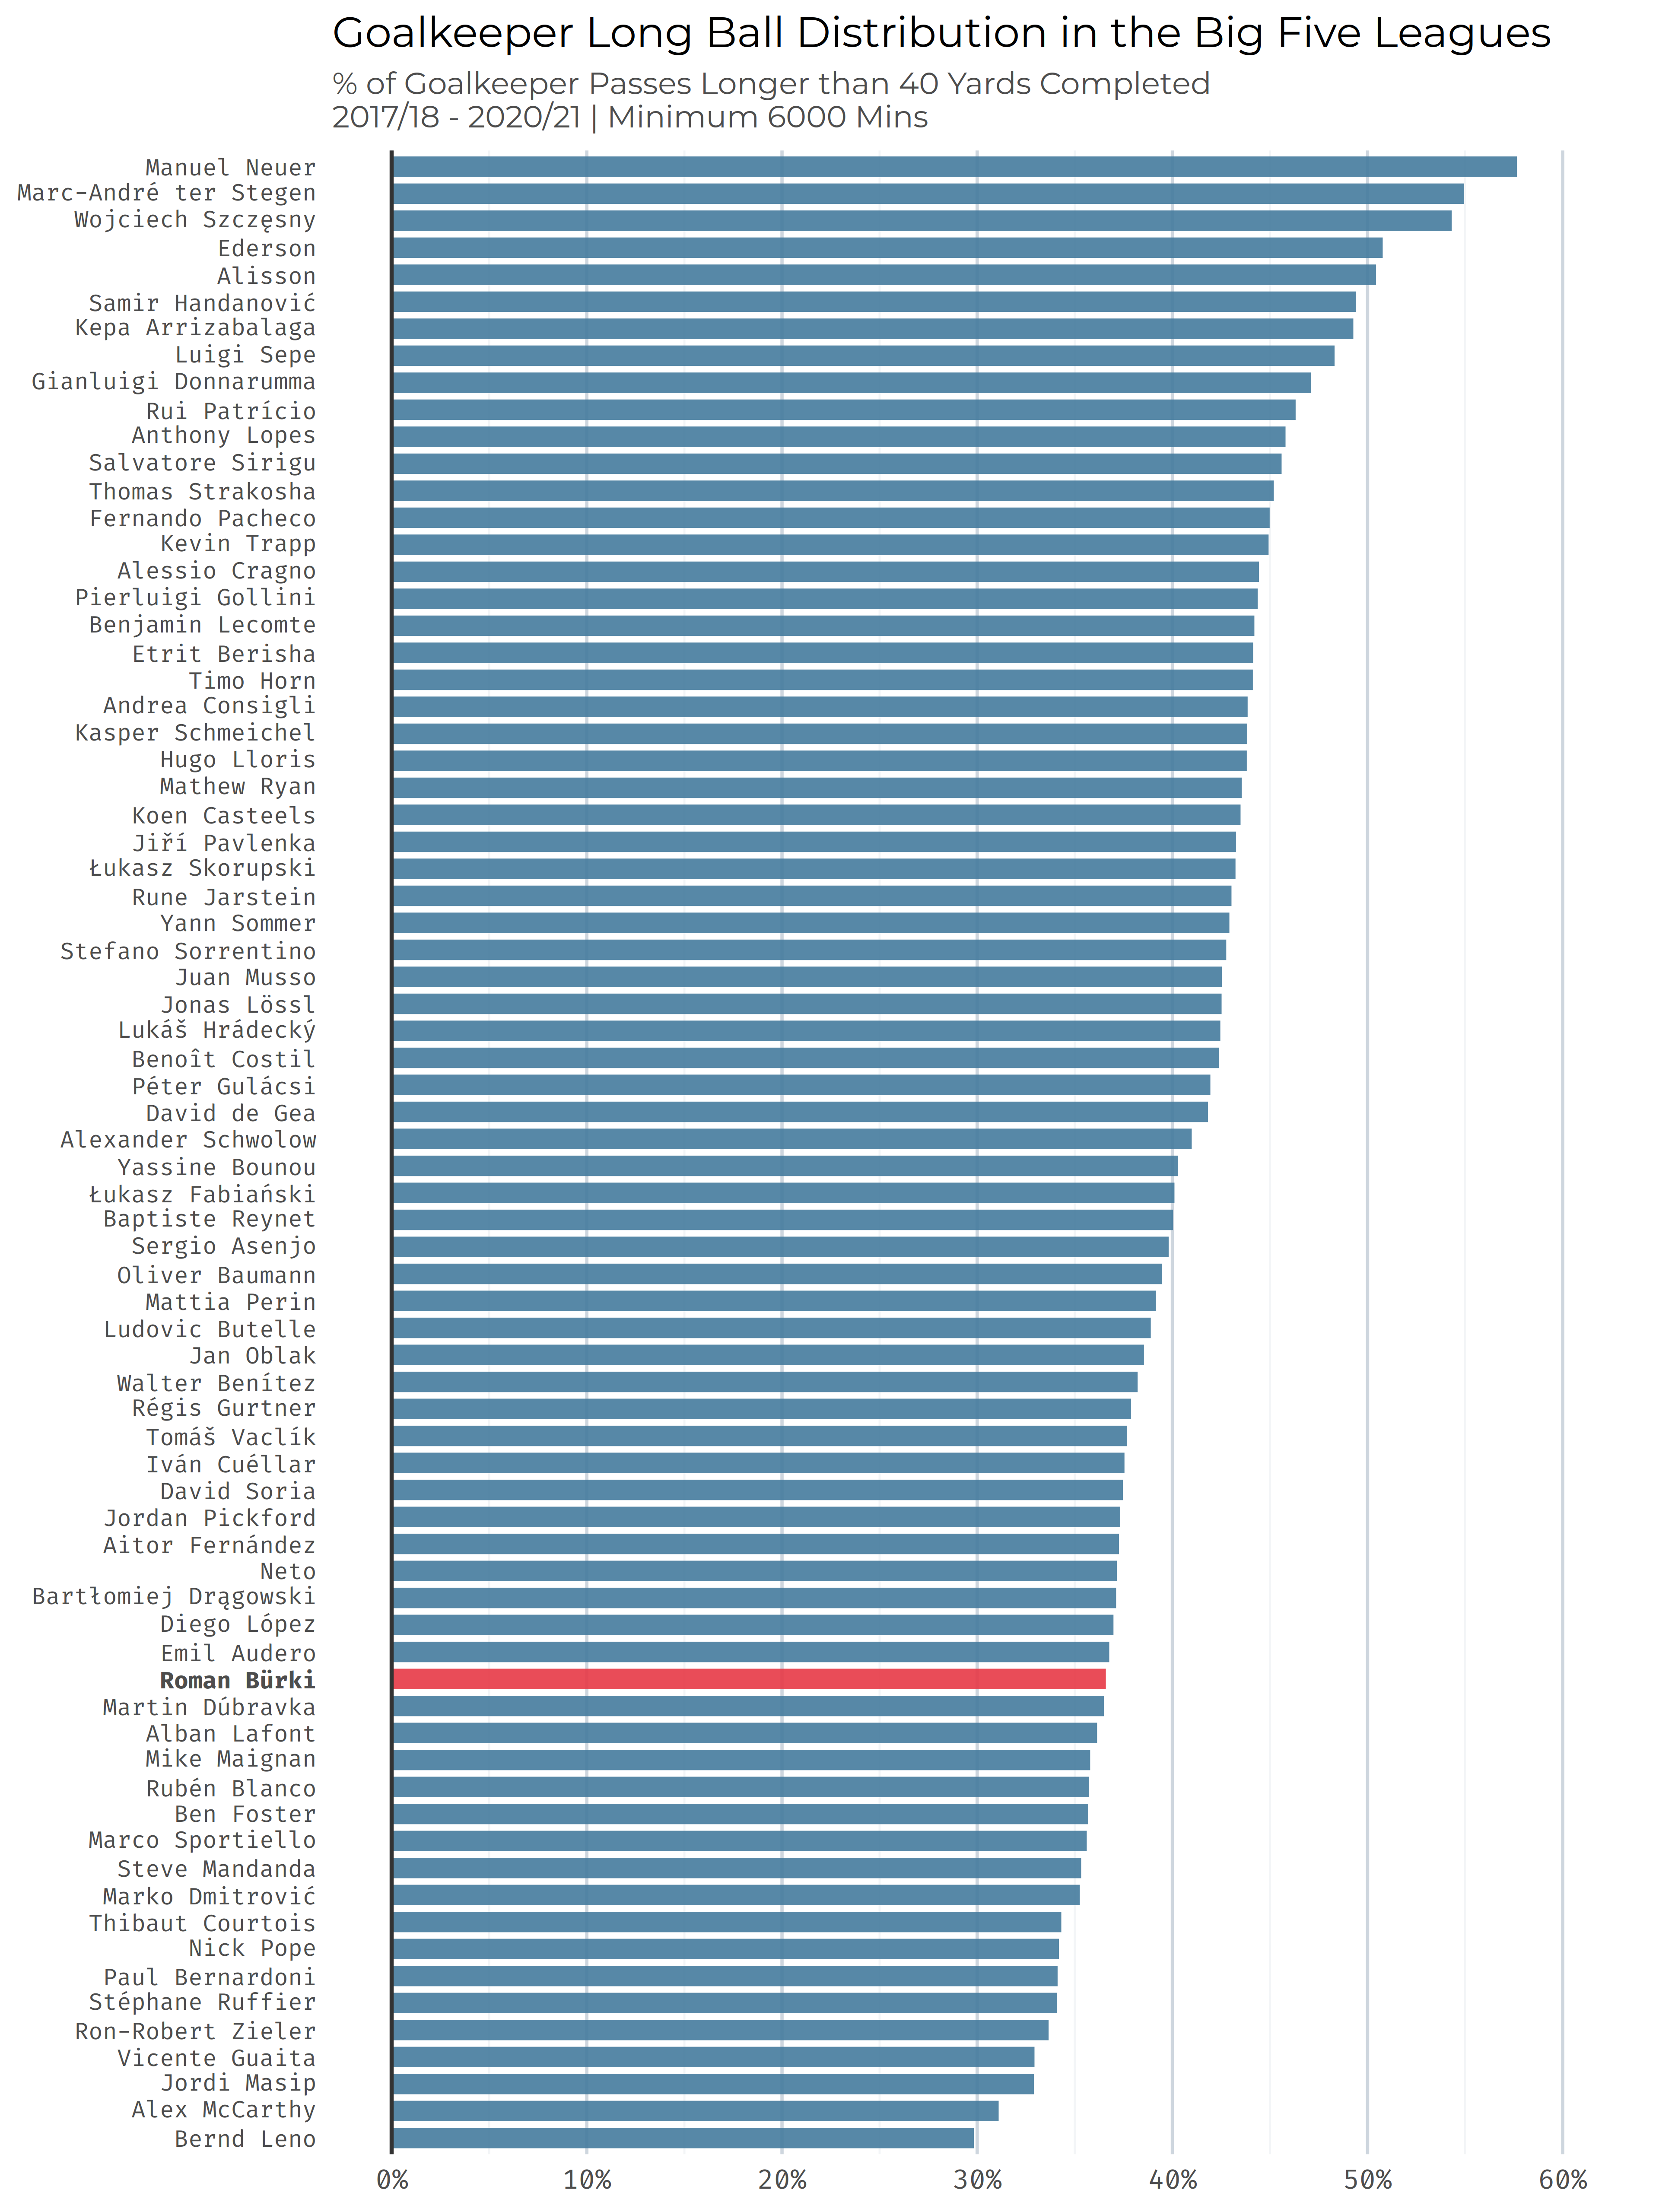 Goalkeeper Long Ball Distribution in the Big Five Leagues
% of Goalkeeper Passes Longer than 40 Yards Completed
2017/18 - 2020/21 | Minimum 6000 Mins
Manuel Neuer
Marc-André ter Stegen
Wojciech Szczęsny
Ederson
Alisson
Samir Handanović
Kepa Arrizabalaga
Luigi Sepe
Gianluigi Donnarumma
Rui Patrício
Anthony Lopes
Salvatore Sirigu
Thomas Strakosha
Fernando Pacheco
Kevin Trapp
Alessio Cragno
Pierluigi Gollini
Benjamin Lecomte
Etrit Berisha
Timo Horn
Andrea Consigli
Kasper Schmeichel
Hugo Lloris
Mathew Ryan
Koen Casteels
Jiří Pavlenka
Łukasz Skorupski
Rune Jarstein
Yann Sommer
Stefano Sorrentino
Juan Musso
Jonas Lössl
Lukáš Hrádecký
Benoît Costil
Péter Gulácsi
David de Gea
Alexander Schwolow
Yassine Bounou
Łukasz Fabiański
Baptiste Reynet
Sergio Asenjo
Oliver Baumann
Mattia Perin
Ludovic Butelle
Jan Oblak
Walter Benítez
Régis Gurtner
Tomáš Vaclík
Iván Cuéllar
David Soria
Jordan Pickford
Aitor Fernández
Neto
Bartłomiej Drągowski
Diego López
Emil Audero
Roman Bürki
Martin Dúbravka
Alban Lafont
Mike Maignan
Rubén Blanco
Ben Foster
Marco Sportiello
Steve Mandanda
Marko Dmitrović
Thibaut Courtois
Nick Pope
Paul Bernardoni
Stéphane Ruffier
Ron-Robert Zieler
Vicente Guaita
Jordi Masip
Alex McCarthy
Bernd Leno
0% 10% 20% 30% 40% 50% 60%